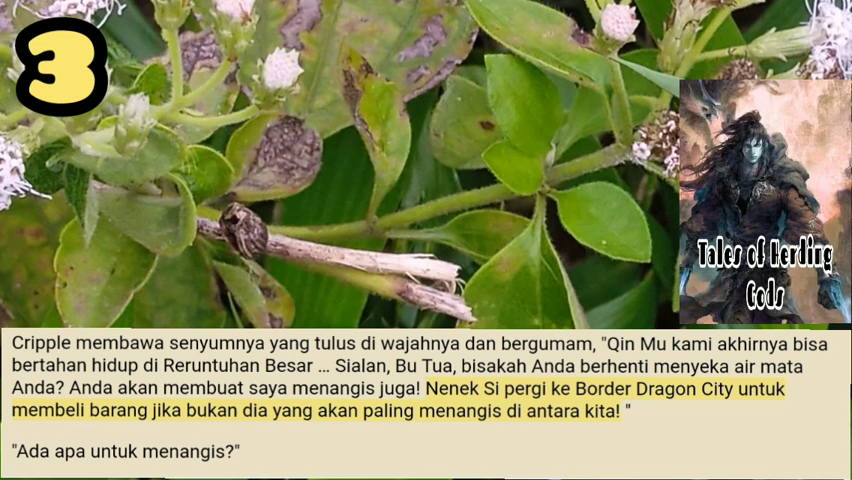 3
Tales of Herding
Gods
Cripple membawa senyumnya yang tulus di wajahnya dan bergumam, "Qin Mu kami akhirnya bisa
bertahan hidup di Reruntuhan Besar ... Sialan, Bu Tua, bisakah Anda berhenti menyeka air mata
Anda? Anda akan membuat saya menangis juga! Nenek Si pergi ke Border Dragon City untuk
membeli barang jika bukan dia yang akan paling menangis di antara kita! "
"Ada apa untuk menangis?"